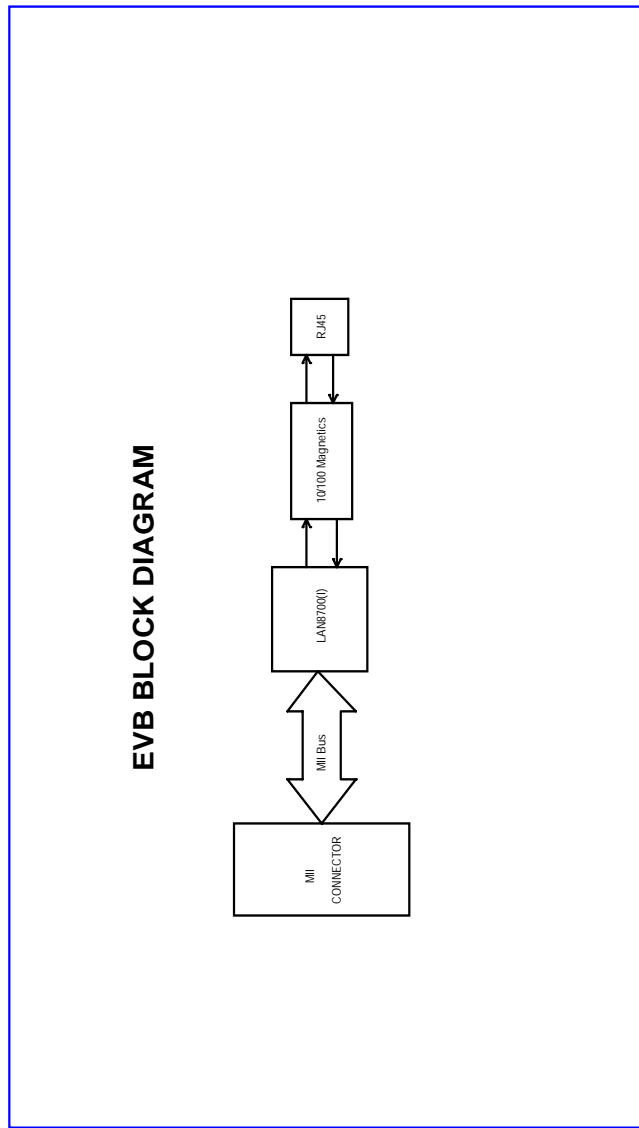 EVB BLOCK DIAGRAM
MII
CONNECTOR
MII Bus
LAN8700(I)
10/100 Magnetics
RJ45